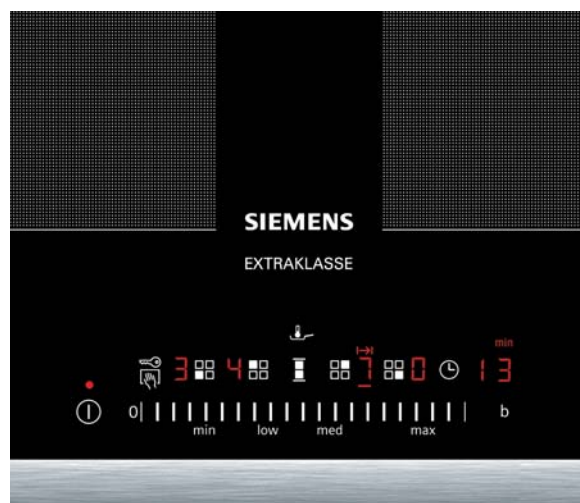 SIEMENS
EXTRAKLASSE
min
3 4 7 0 13
0 b
min low med max